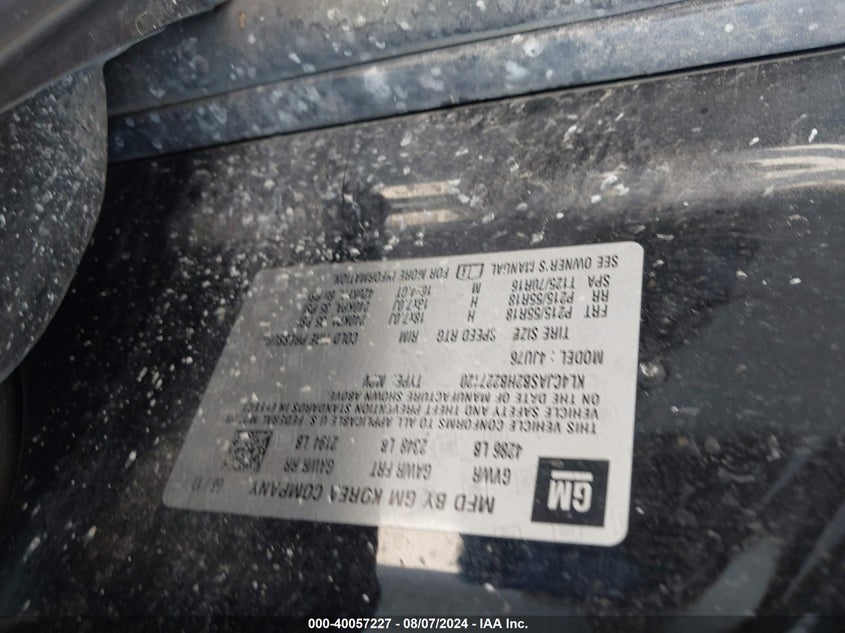 GM
MFD BY GM KOREA COMPANY
GVWR GAWR FRT GAWR RR
4286 LB 2348 LB 2194 LB
THIS VEHICLE CONFORMS TO ALL APPLICABLE U.S. FEDERAL MOTOR
VEHICLE SAFETY AND THEFT PREVENTION STANDARDS IN EFFECT
ON THE DATE OF MANUFACTURE SHOWN ABOVE.
KL4CJASB2HB227120 TYPE: MPV
MODEL: 4JU76
TIRE SIZE SPEED RTG RIM COLD TIRE PRESSURE
FRT P215/55R18 H 18x7.0J 240KPA 35 PSI
RR P215/55R18 H 18x7.0J 240KPA 35 PSI
SPA T125/70R16 M 16x4.0T 420KPA 60 PSI
SEE OWNER'S MANUAL FOR MORE INFORMATION.
000-40057227 - 08/07/2024 - IAA Inc.